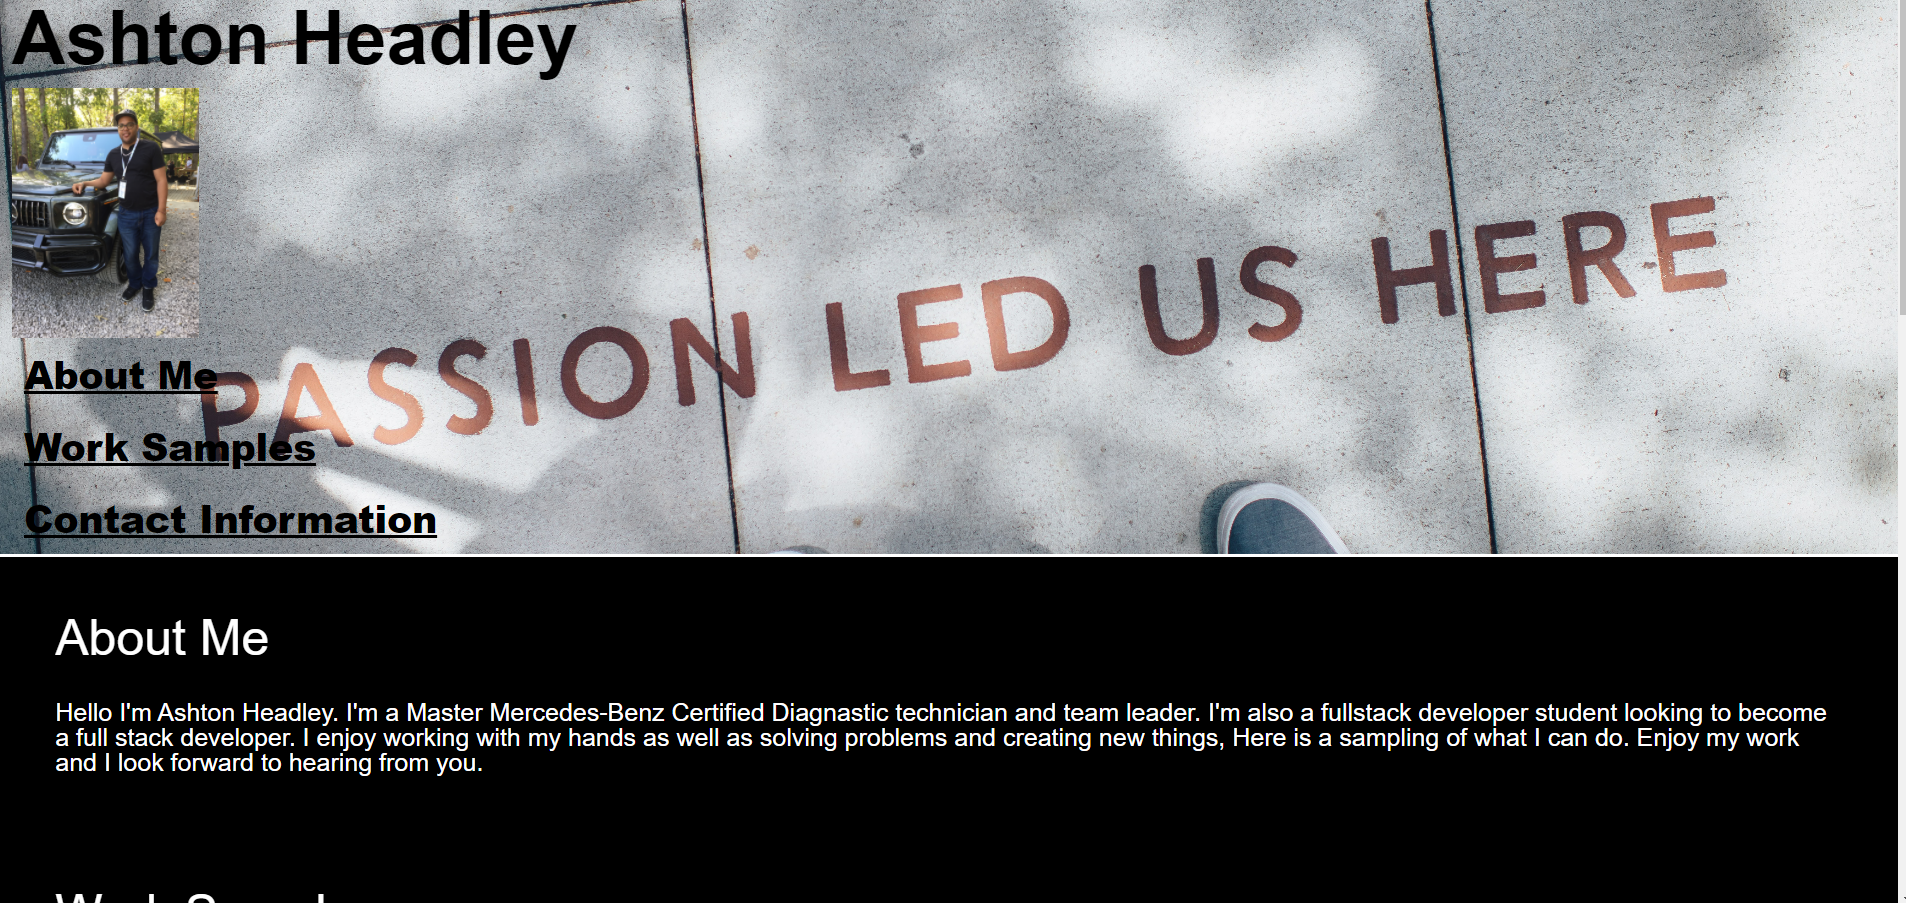 Ashton Headley
PASSION LED US HERE
About Me
Work Samples
Contact Information
About Me
Hello I'm Ashton Headley. I'm a Master Mercedes-Benz Certified Diagnastic technician and team leader. I'm also a fullstack developer student looking to become
a full stack developer. I enjoy working with my hands as well as solving problems and creating new things, Here is a sampling of what I can do. Enjoy my work
and I look forward to hearing from you.